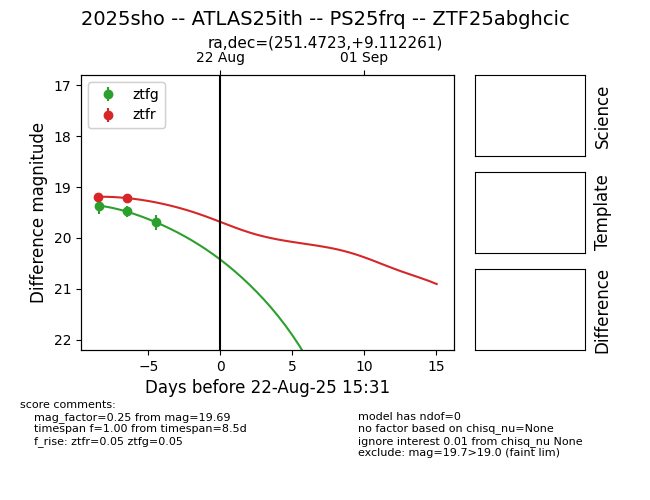 2025sho -- ATLAS25ith -- PS25frq -- ZTF25abghcic
ra,dec=(251.4723,+9.112261)
22 Aug
01 Sep
ztfg
ztfr
17
18
19
20
21
22
Difference magnitude
−5
0
5
10
15
Days before 22-Aug-25 15:31
Science
Template
Difference
score comments:
mag_factor=0.25 from mag=19.69
timespan f=1.00 from timespan=8.5d
f_rise: ztfr=0.05 ztfg=0.05
model has ndof=0
no factor based on chisq_nu=None
ignore interest 0.01 from chisq_nu None
exclude: mag=19.7>19.0 (faint lim)